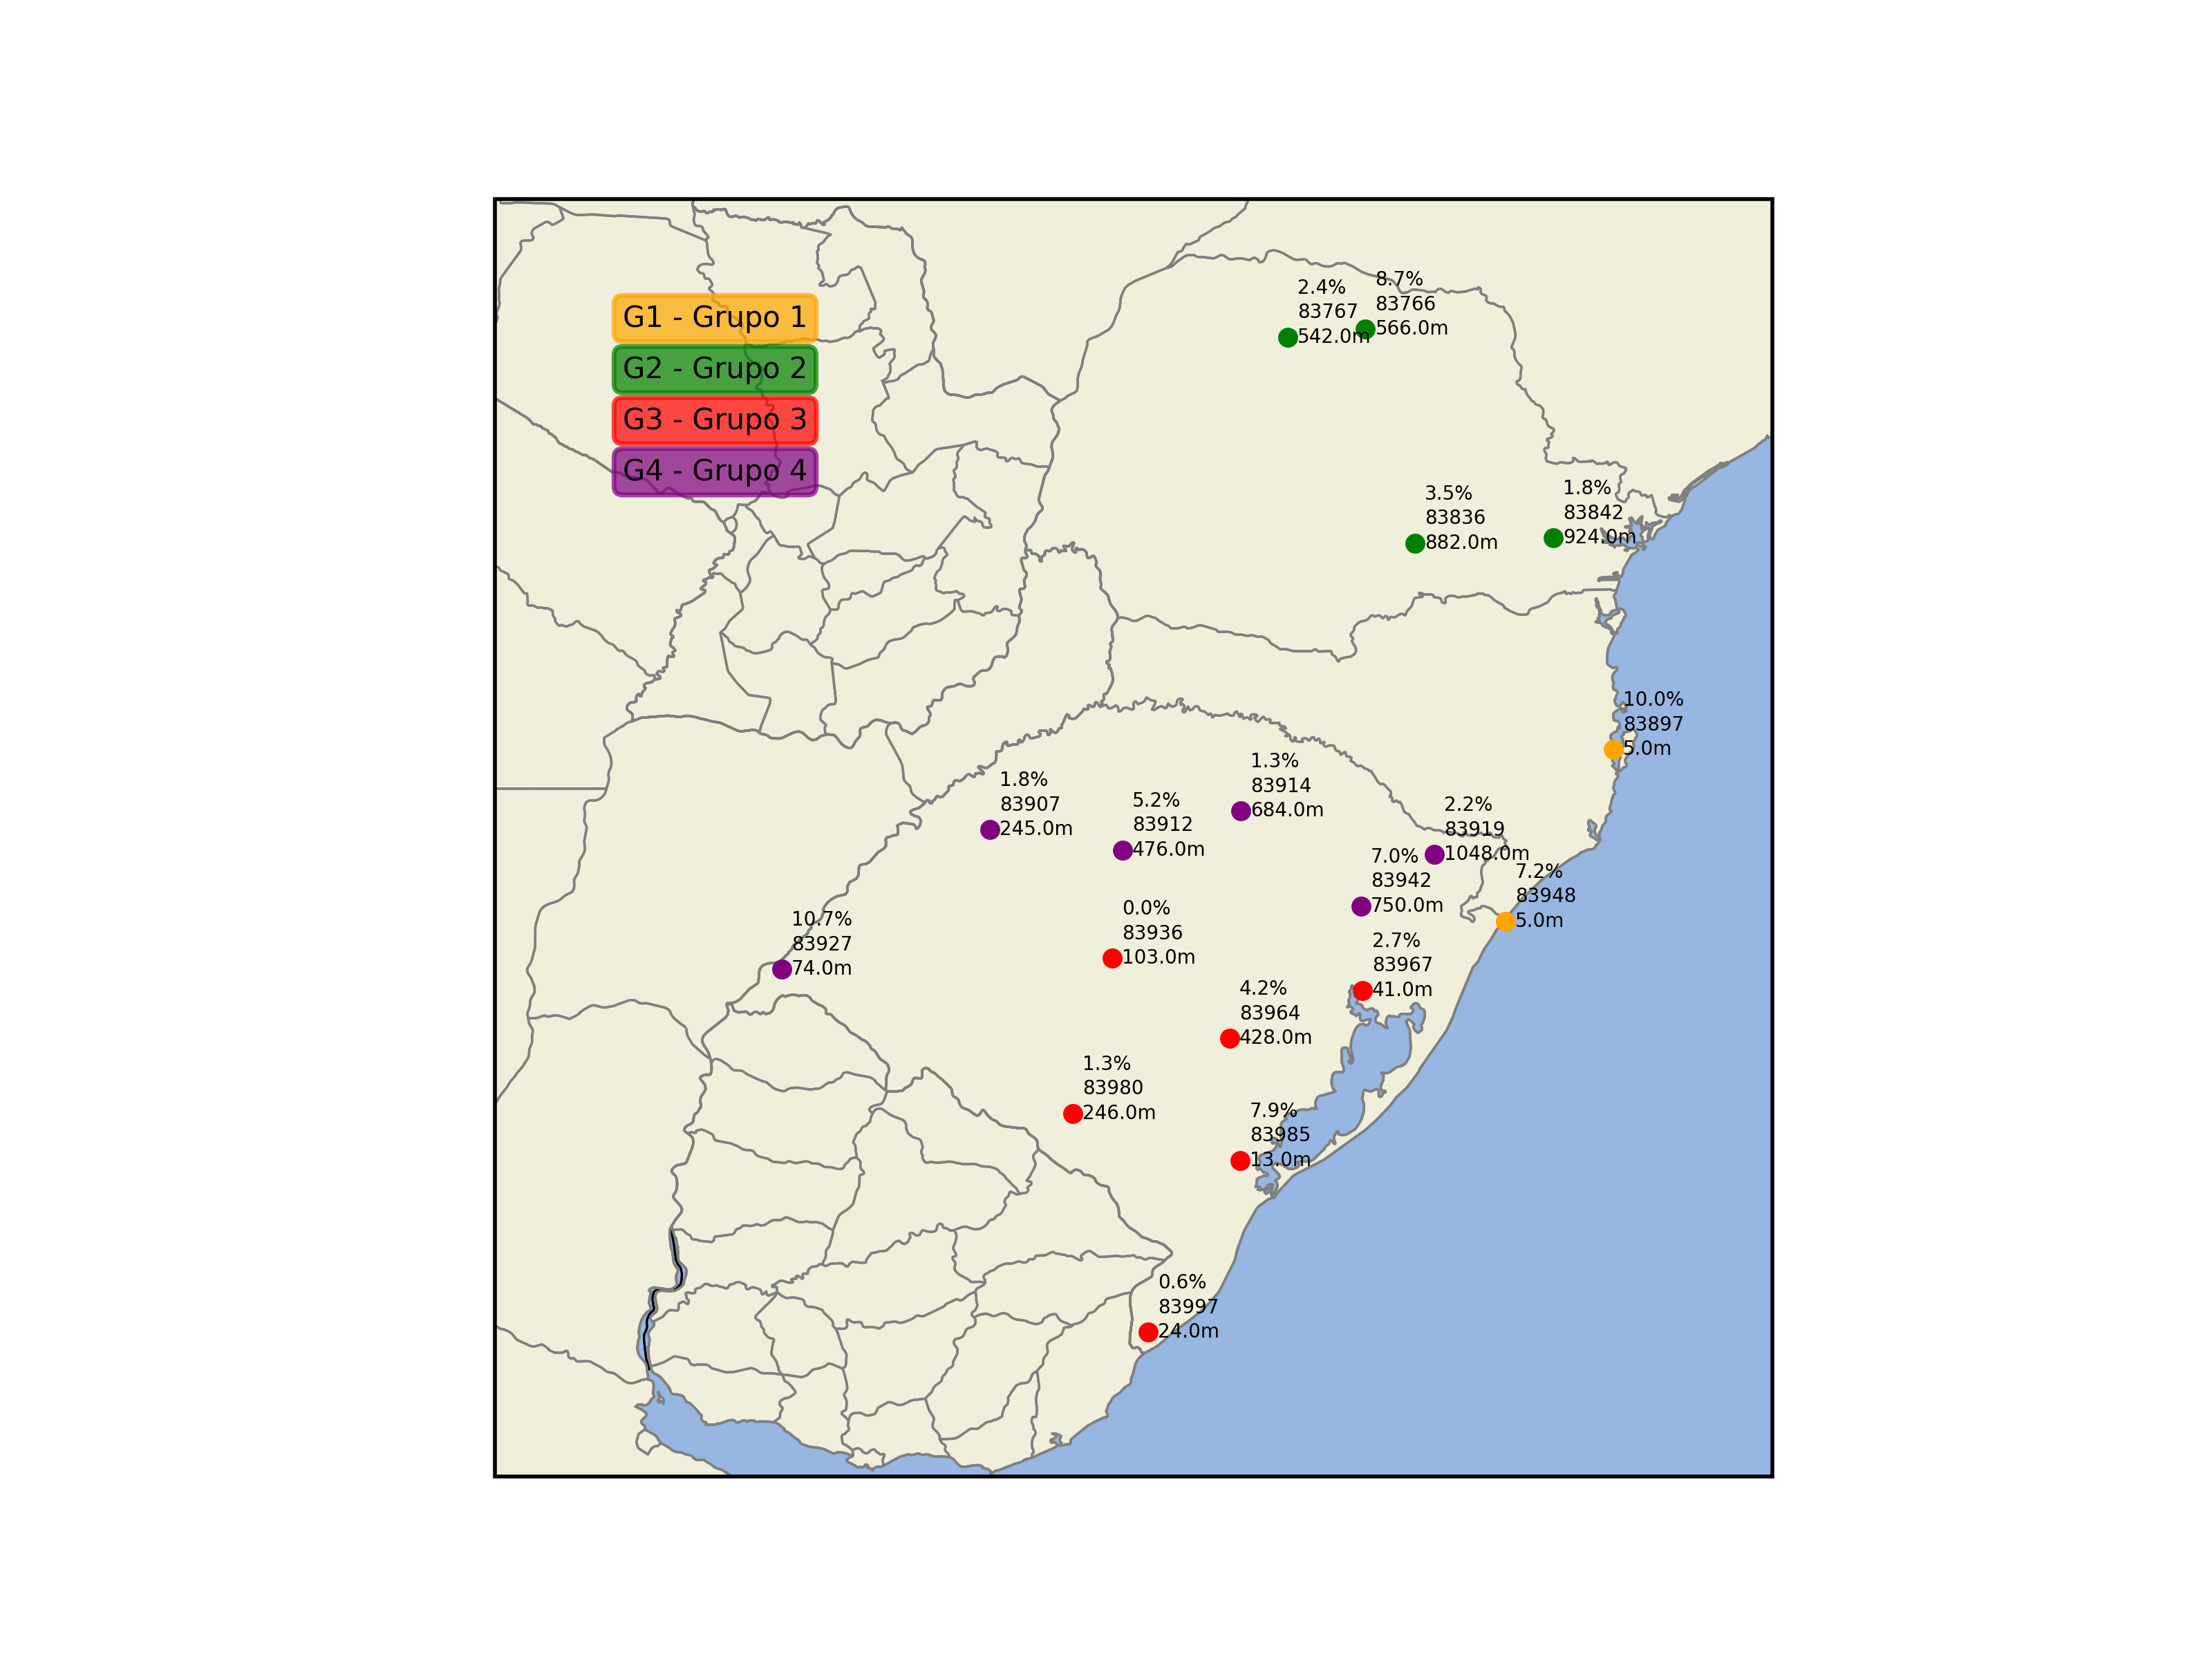 G1 - Grupo 1
G2 - Grupo 2
G3 - Grupo 3
G4 - Grupo 4
2.4%
83767
542.0m
8.7%
83766
566.0m
3.5%
83836
882.0m
1.8%
83842
924.0m
10.0%
83897
5.0m
1.3%
83914
684.0m
1.8%
83907
245.0m
5.2%
83912
476.0m
2.2%
83919
1048.0m
7.0%
83942
750.0m
7.2%
83948
5.0m
10.7%
83927
74.0m
0.0%
83936
103.0m
2.7%
83967
41.0m
4.2%
83964
428.0m
1.3%
83980
246.0m
7.9%
83985
13.0m
0.6%
83997
24.0m